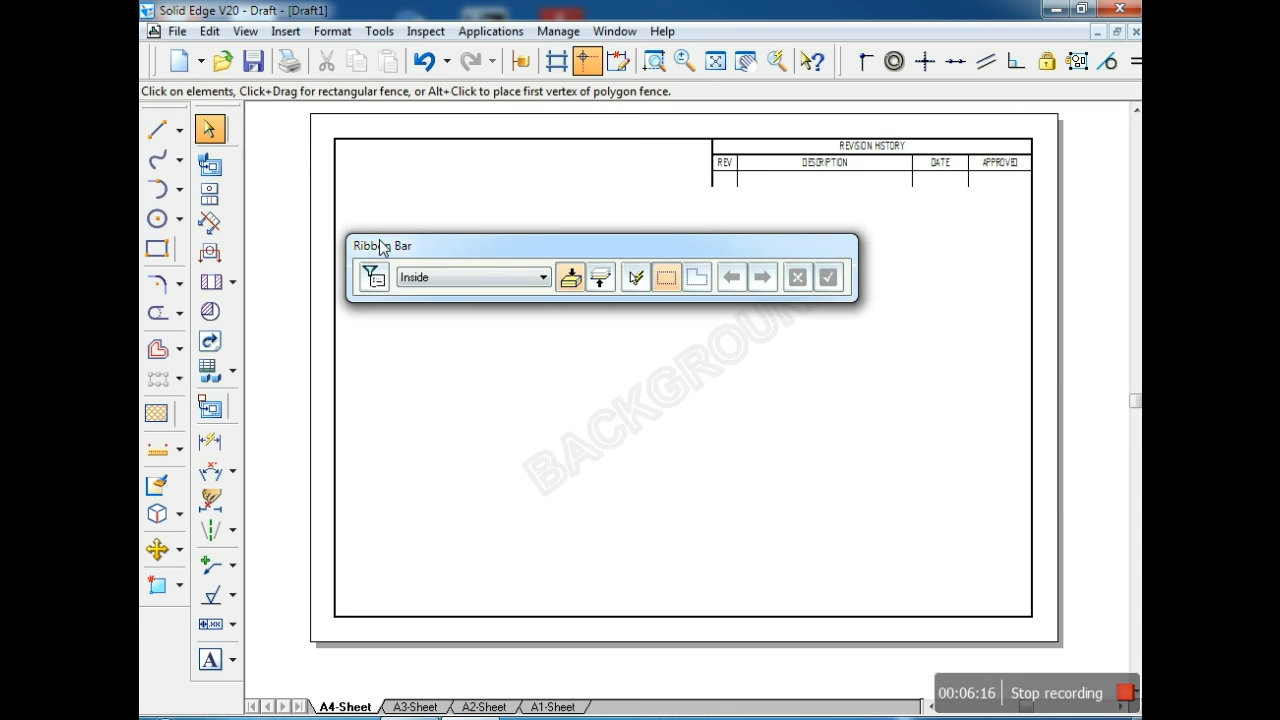 Solid Edge V20 - Draft - [Draft1]
File Edit View Insert Format Tools Inspect Applications Manage Window Help
Click on elements, Click+Drag for rectangular fence, or Alt+Click to place first vertex of polygon fence.
REVISION HISTORY
REV DESCRIPTION DATE APPROVED
Ribbon Bar
Inside
BACKGROUN
A
00:06:16 Stop recording
A4-Sheet A3-Sheet A2-Sheet A1-Sheet